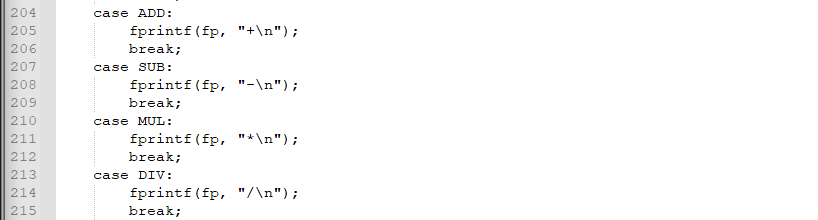 204 case ADD:
205 fprintf(fp, "+\n");
206 break;
207 case SUB:
208 fprintf(fp, "-\n");
209 break;
210 case MUL:
211 fprintf(fp, "*\n");
212 break;
213 case DIV:
214 fprintf(fp, "/\n");
215 break;